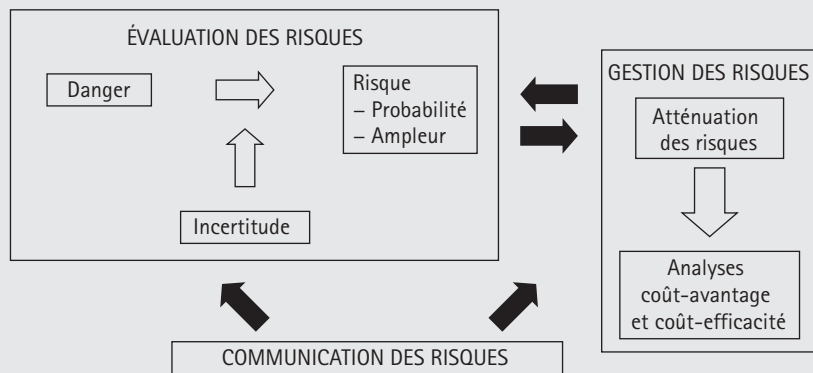 ÉVALUATION DES RISQUES
Danger
Risque
– Probabilité
– Ampleur
Incertitude
GESTION DES RISQUES
Atténuation
des risques
Analyses
coût-avantage
et coût-efficacité
COMMUNICATION DES RISQUES